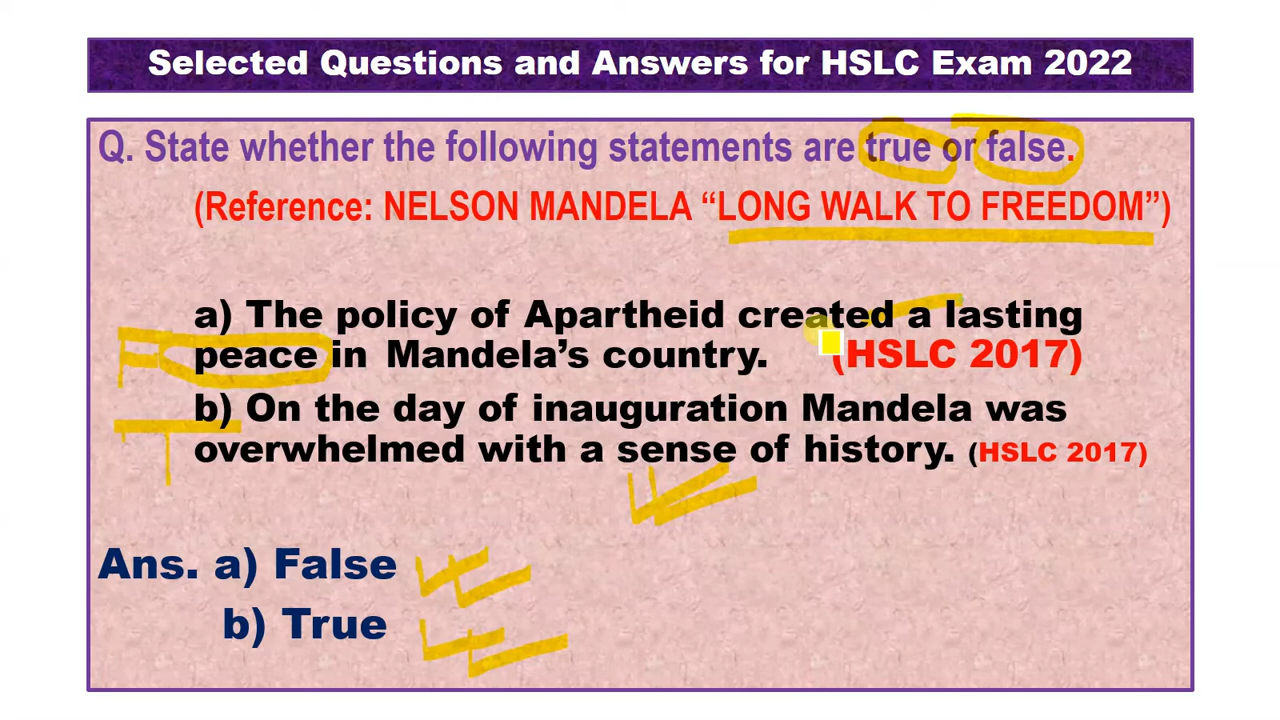 Selected Questions and Answers for HSLC Exam 2022
Q. State whether the following statements are true or false.
(Reference: NELSON MANDELA “LONG WALK TO FREEDOM”)
a) The policy of Apartheid created a lasting
peace in Mandela’s country. (HSLC 2017)
b) On the day of inauguration Mandela was
overwhelmed with a sense of history. (HSLC 2017)
Ans. a) False
b) True